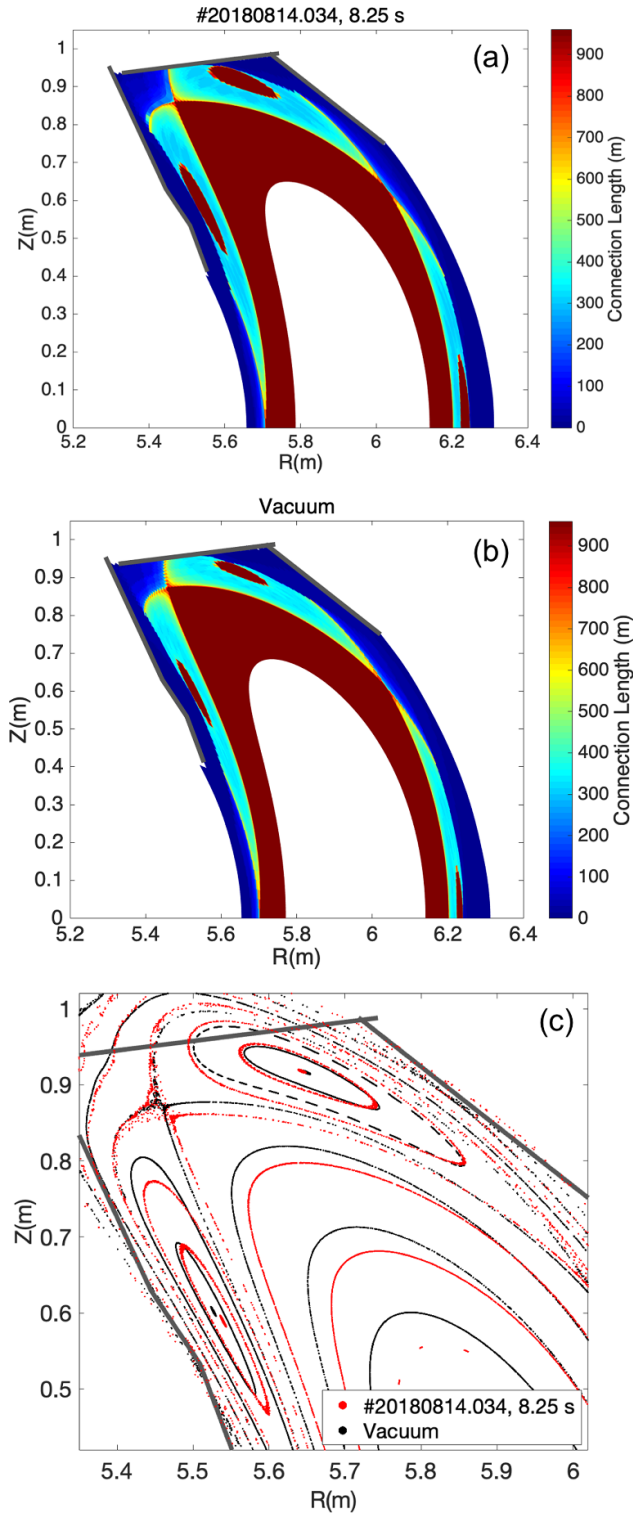 #20180814.034, 8.25 s
(a)
1
0.9
0.8
0.7
0.6
0.5
0.4
0.3
0.2
0.1
0
Z(m)
5.2 5.4 5.6 5.8 6 6.2 6.4
R(m)
900
800
700
600
500
400
300
200
100
0
Connection Length (m)
Vacuum
(b)
1
0.9
0.8
0.7
0.6
0.5
0.4
0.3
0.2
0.1
0
Z(m)
5.2 5.4 5.6 5.8 6 6.2 6.4
R(m)
900
800
700
600
500
400
300
200
100
0
Connection Length (m)
(c)
1
0.9
0.8
0.7
0.6
0.5
Z(m)
5.4 5.5 5.6 5.7 5.8 5.9 6
R(m)
#20180814.034, 8.25 s
Vacuum